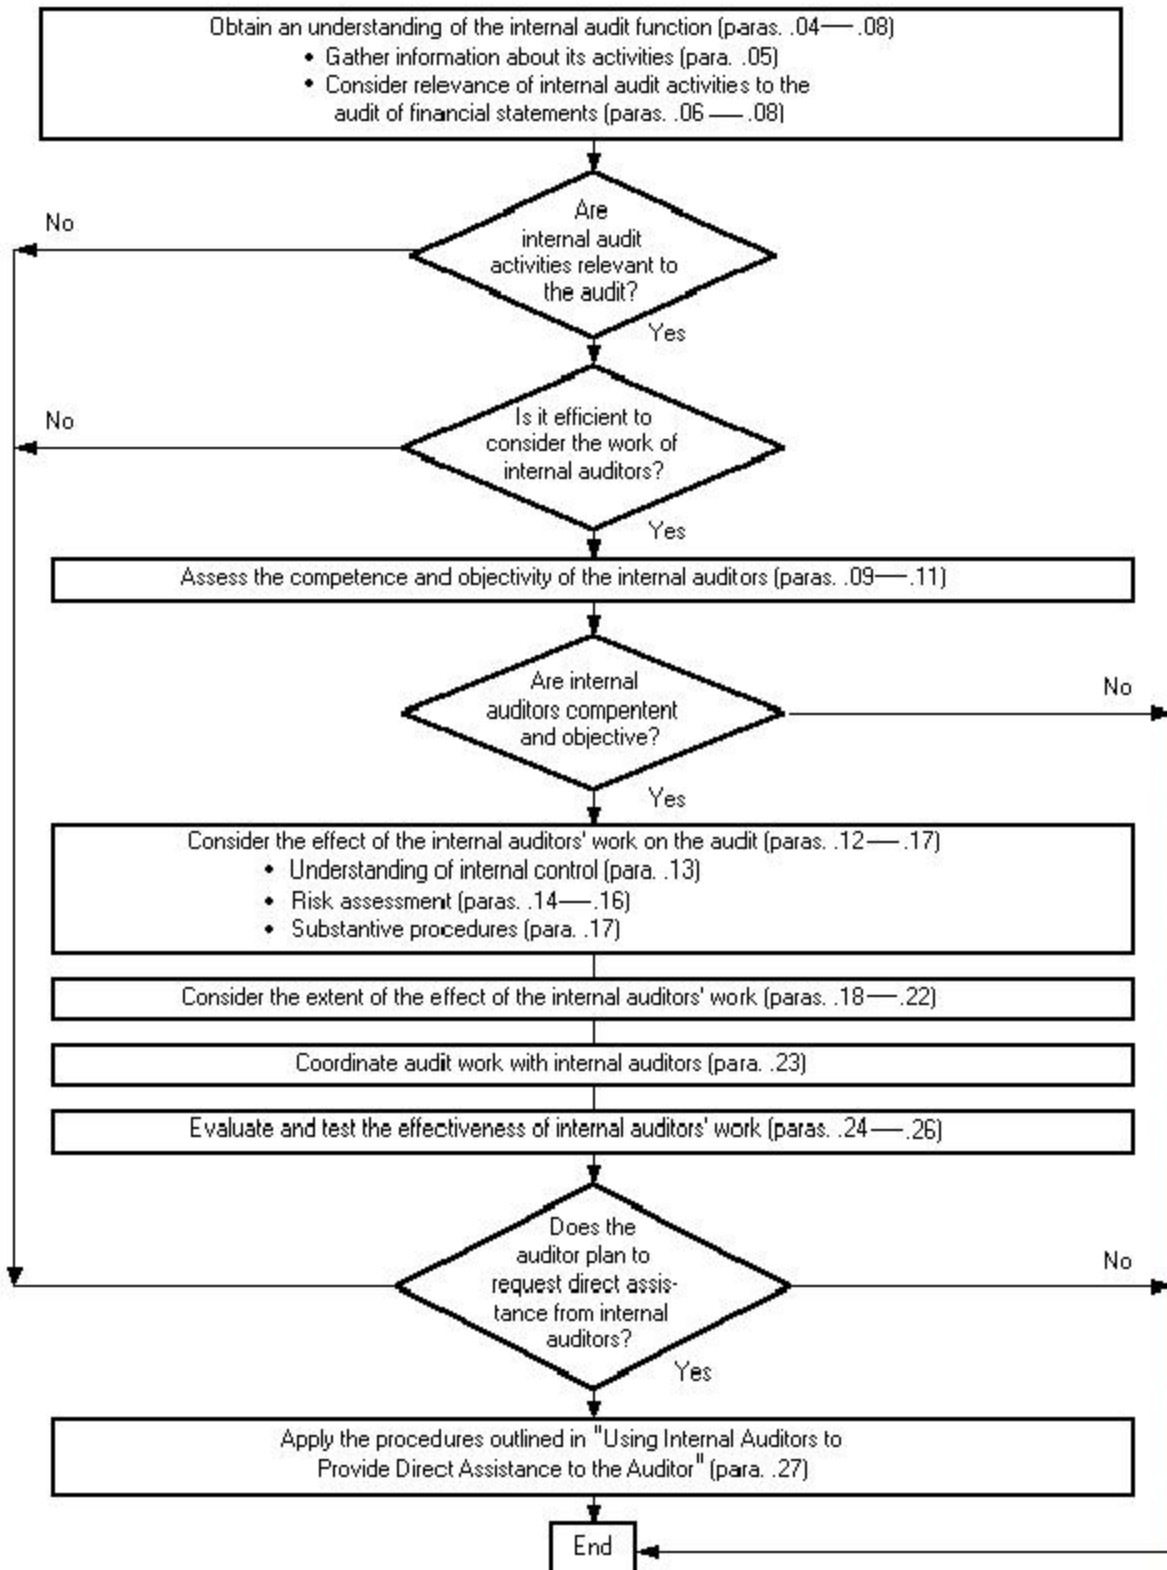 Obtain an understanding of the internal audit function (paras. .04— .08)
• Gather information about its activities (para. .05)
• Consider relevance of internal audit activities to the
audit of financial statements (paras. .06 — .08)
No
Are
internal audit
activities relevant to
the audit?
Yes
No
Is it efficient to
consider the work of
internal auditors?
Yes
Assess the competence and objectivity of the internal auditors (paras. .09— .11)
Are internal
auditors compentent
and objective?
No
Yes
Consider the effect of the internal auditors' work on the audit (paras. .12— .17)
• Understanding of internal control (para. .13)
• Risk assessment (paras. .14— .16)
• Substantive procedures (para. .17)
Consider the extent of the effect of the internal auditors' work (paras. .18— .22)
Coordinate audit work with internal auditors (para. .23)
Evaluate and test the effectiveness of internal auditors' work (paras. .24 — .26)
Does the
auditor plan to
request direct assis-
tance from internal
auditors?
No
Yes
Apply the procedures outlined in "Using Internal Auditors to
Provide Direct Assistance to the Auditor" (para. .27)
End